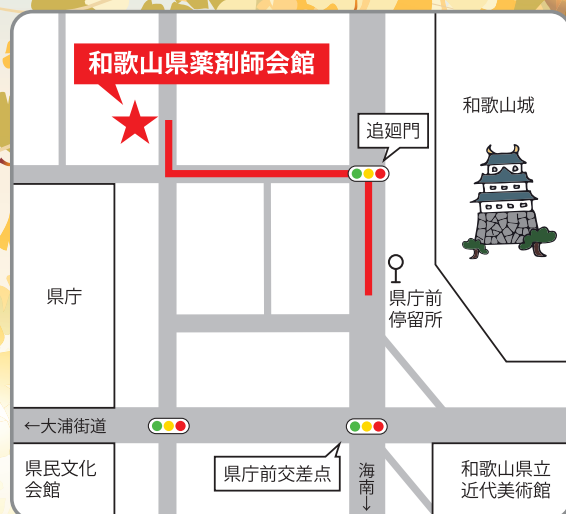 和歌山県薬剤師会館
和歌山城
追廻門
県庁
県庁前
停留所
←大浦街道
県民文化
会館
県庁前交差点
海南→
和歌山県立
近代美術館